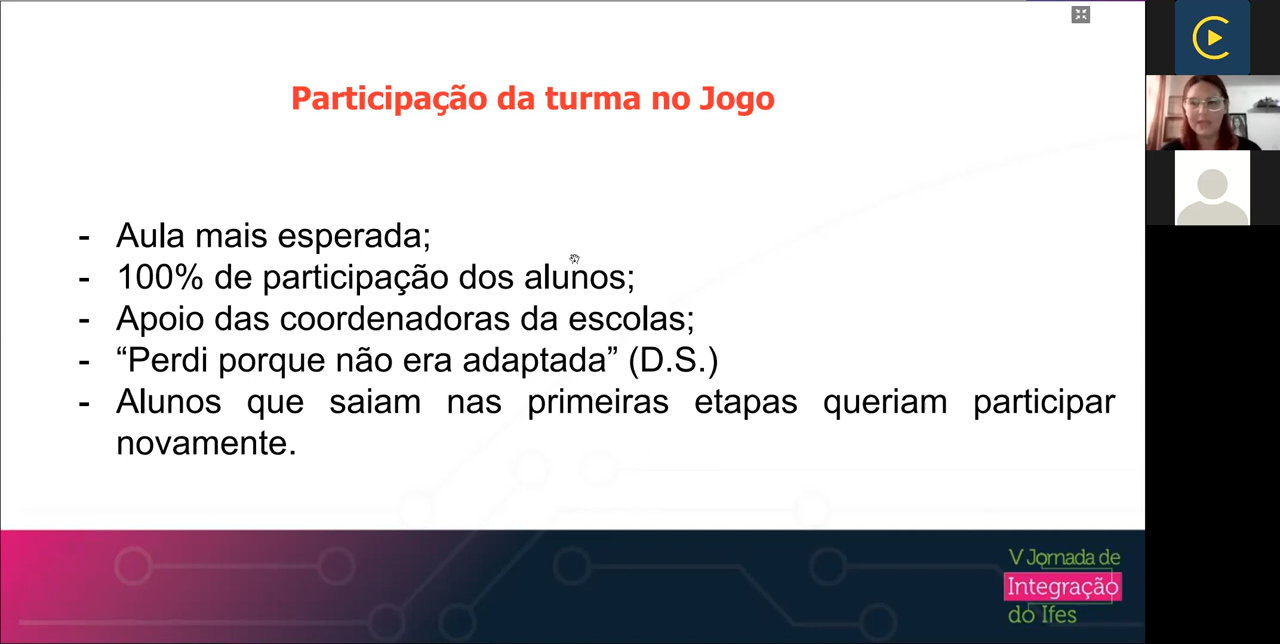 Participação da turma no Jogo
- Aula mais esperada;
- 100% de participação dos alunos;
- Apoio das coordenadoras da escolas;
- “Perdi porque não era adaptada” (D.S.)
- Alunos que saiam nas primeiras etapas queriam participar
novamente.
V Jornada de
Integração
do Ifes